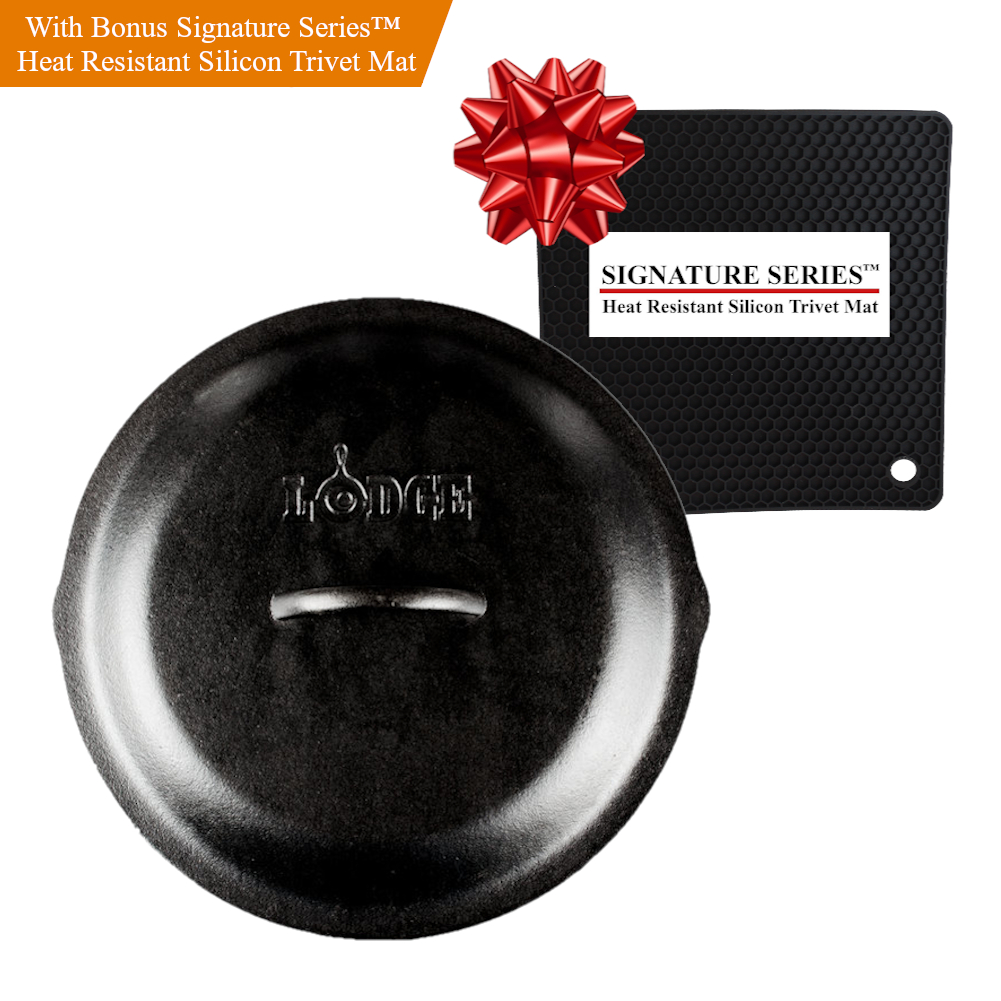 With Bonus Signature Series™
Heat Resistant Silicon Trivet Mat
SIGNATURE SERIES™
Heat Resistant Silicon Trivet Mat
LODGE